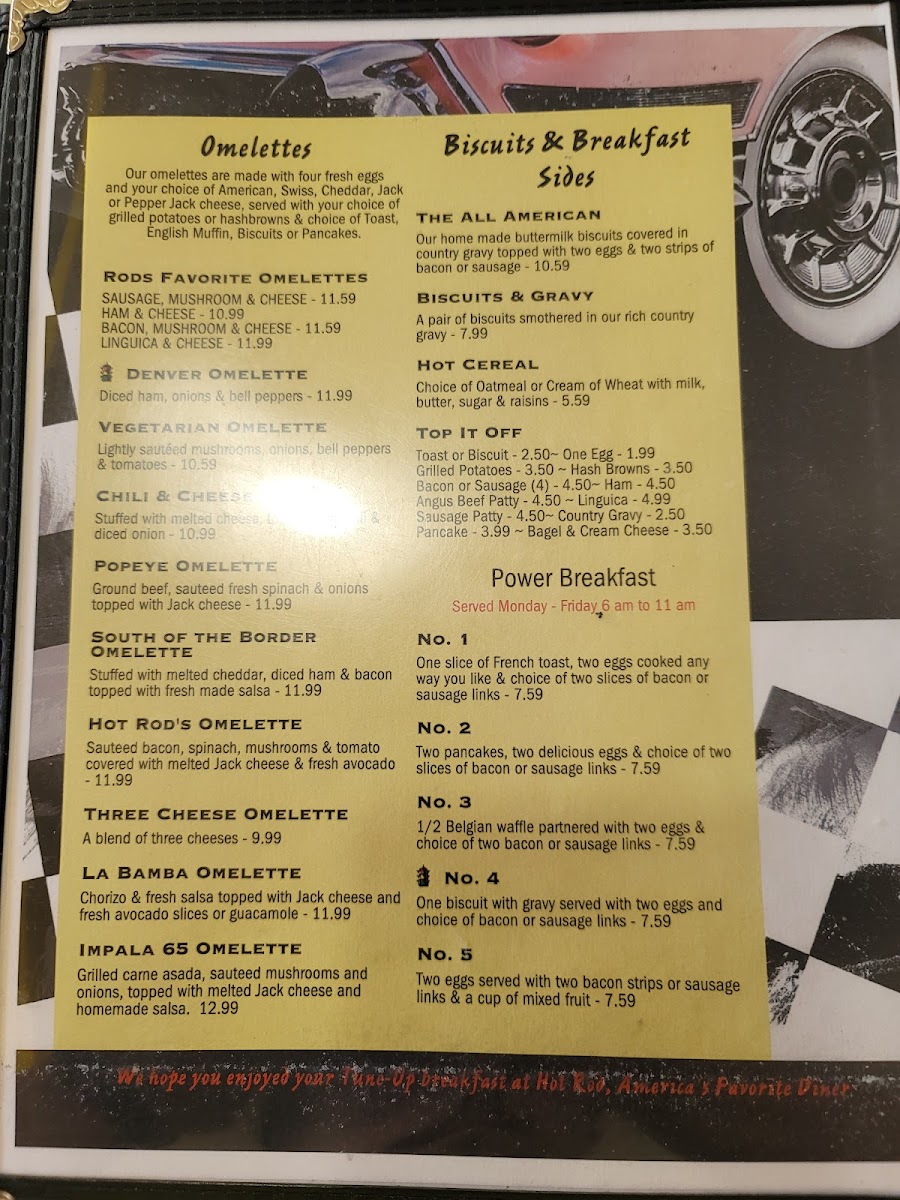 Omelettes
Our omelettes are made with four fresh eggs
and your choice of American, Swiss, Cheddar, Jack
or Pepper Jack cheese, served with your choice of
grilled potatoes or hashbrowns & choice of Toast,
English Muffin, Biscuits or Pancakes.
RODS FAVORITE OMELETTES
SAUSAGE, MUSHROOM & CHEESE - 11.59
HAM & CHEESE - 10.99
BACON, MUSHROOM & CHEESE - 11.59
LINGUICA & CHEESE - 11.99
DENVER OMELETTE
Diced ham, onions & bell peppers - 11.99
VEGETARIAN OMELETTE
Lightly sautéed mushrooms, onions, bell peppers
& tomatoes - 10.59
CHILI & CHEESE
Stuffed with melted cheese, &
diced onion - 10.99
POPEYE OMELETTE
Ground beef, sauteed fresh spinach & onions
topped with Jack cheese - 11.99
SOUTH OF THE BORDER
OMELETTE
Stuffed with melted cheddar, diced ham & bacon
topped with fresh made salsa - 11.99
HOT ROD'S OMELETTE
Sauteed bacon, spinach, mushrooms & tomato
covered with melted Jack cheese & fresh avocado
- 11.99
THREE CHEESE OMELETTE
A blend of three cheeses - 9.99
LA BAMBA OMELETTE
Chorizo & fresh salsa topped with Jack cheese and
fresh avocado slices or guacamole - 11.99
IMPALA 65 OMELETTE
Grilled carne asada, sauteed mushrooms and
onions, topped with melted Jack cheese and
homemade salsa. 12.99
Biscuits & Breakfast
Sides
THE ALL AMERICAN
Our home made buttermilk biscuits covered in
country gravy topped with two eggs & two strips of
bacon or sausage - 10.59
BISCUITS & GRAVY
A pair of biscuits smothered in our rich country
gravy - 7.99
HOT CEREAL
Choice of Oatmeal or Cream of Wheat with milk,
butter, sugar & raisins - 5.59
TOP IT OFF
Toast or Biscuit - 2.50~ One Egg - 1.99
Grilled Potatoes - 3.50 ~ Hash Browns - 3.50
Bacon or Sausage (4) - 4.50~ Ham - 4.50
Angus Beef Patty - 4.50 ~ Linguica - 4.99
Sausage Patty - 4.50~ Country Gravy - 2.50
Pancake - 3.99 ~ Bagel & Cream Cheese - 3.50
Power Breakfast
Served Monday - Friday 6 am to 11 am
No. 1
One slice of French toast, two eggs cooked any
way you like & choice of two slices of bacon or
sausage links - 7.59
No. 2
Two pancakes, two delicious eggs & choice of two
slices of bacon or sausage links - 7.59
No. 3
1/2 Belgian waffle partnered with two eggs &
choice of two bacon or sausage links - 7.59
No. 4
One biscuit with gravy served with two eggs and
choice of bacon or sausage links - 7.59
No. 5
Two eggs served with two bacon strips or sausage
links & a cup of mixed fruit - 7.59
We hope you enjoyed your Tune-Up breakfast at Hot Rod, America's Favorite Diner